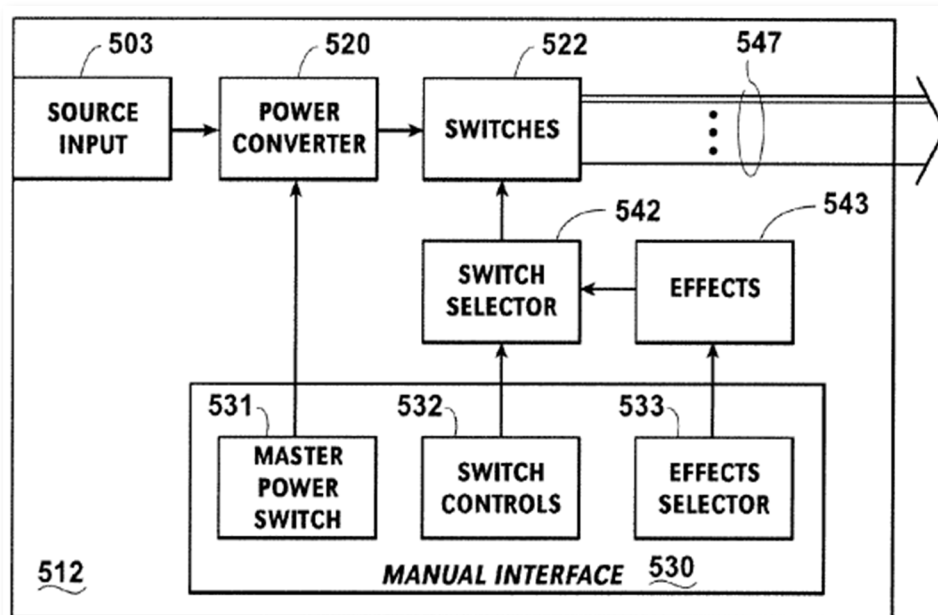 503
520
522
547
SOURCE
INPUT
POWER
CONVERTER
SWITCHES
542
543
SWITCH
SELECTOR
EFFECTS
531
532
533
MASTER
POWER
SWITCH
SWITCH
CONTROLS
EFFECTS
SELECTOR
512
MANUAL INTERFACE 530